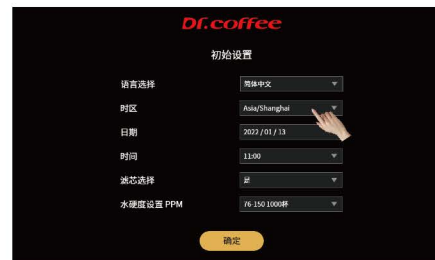 Dr.coffee
初始设置
语言选择 简体中文
时区 Asia/Shanghai
日期 2022 / 01 / 13
时间 11:00
滤芯选择 是
水硬度设置 PPM 76-150 1000杯
确定